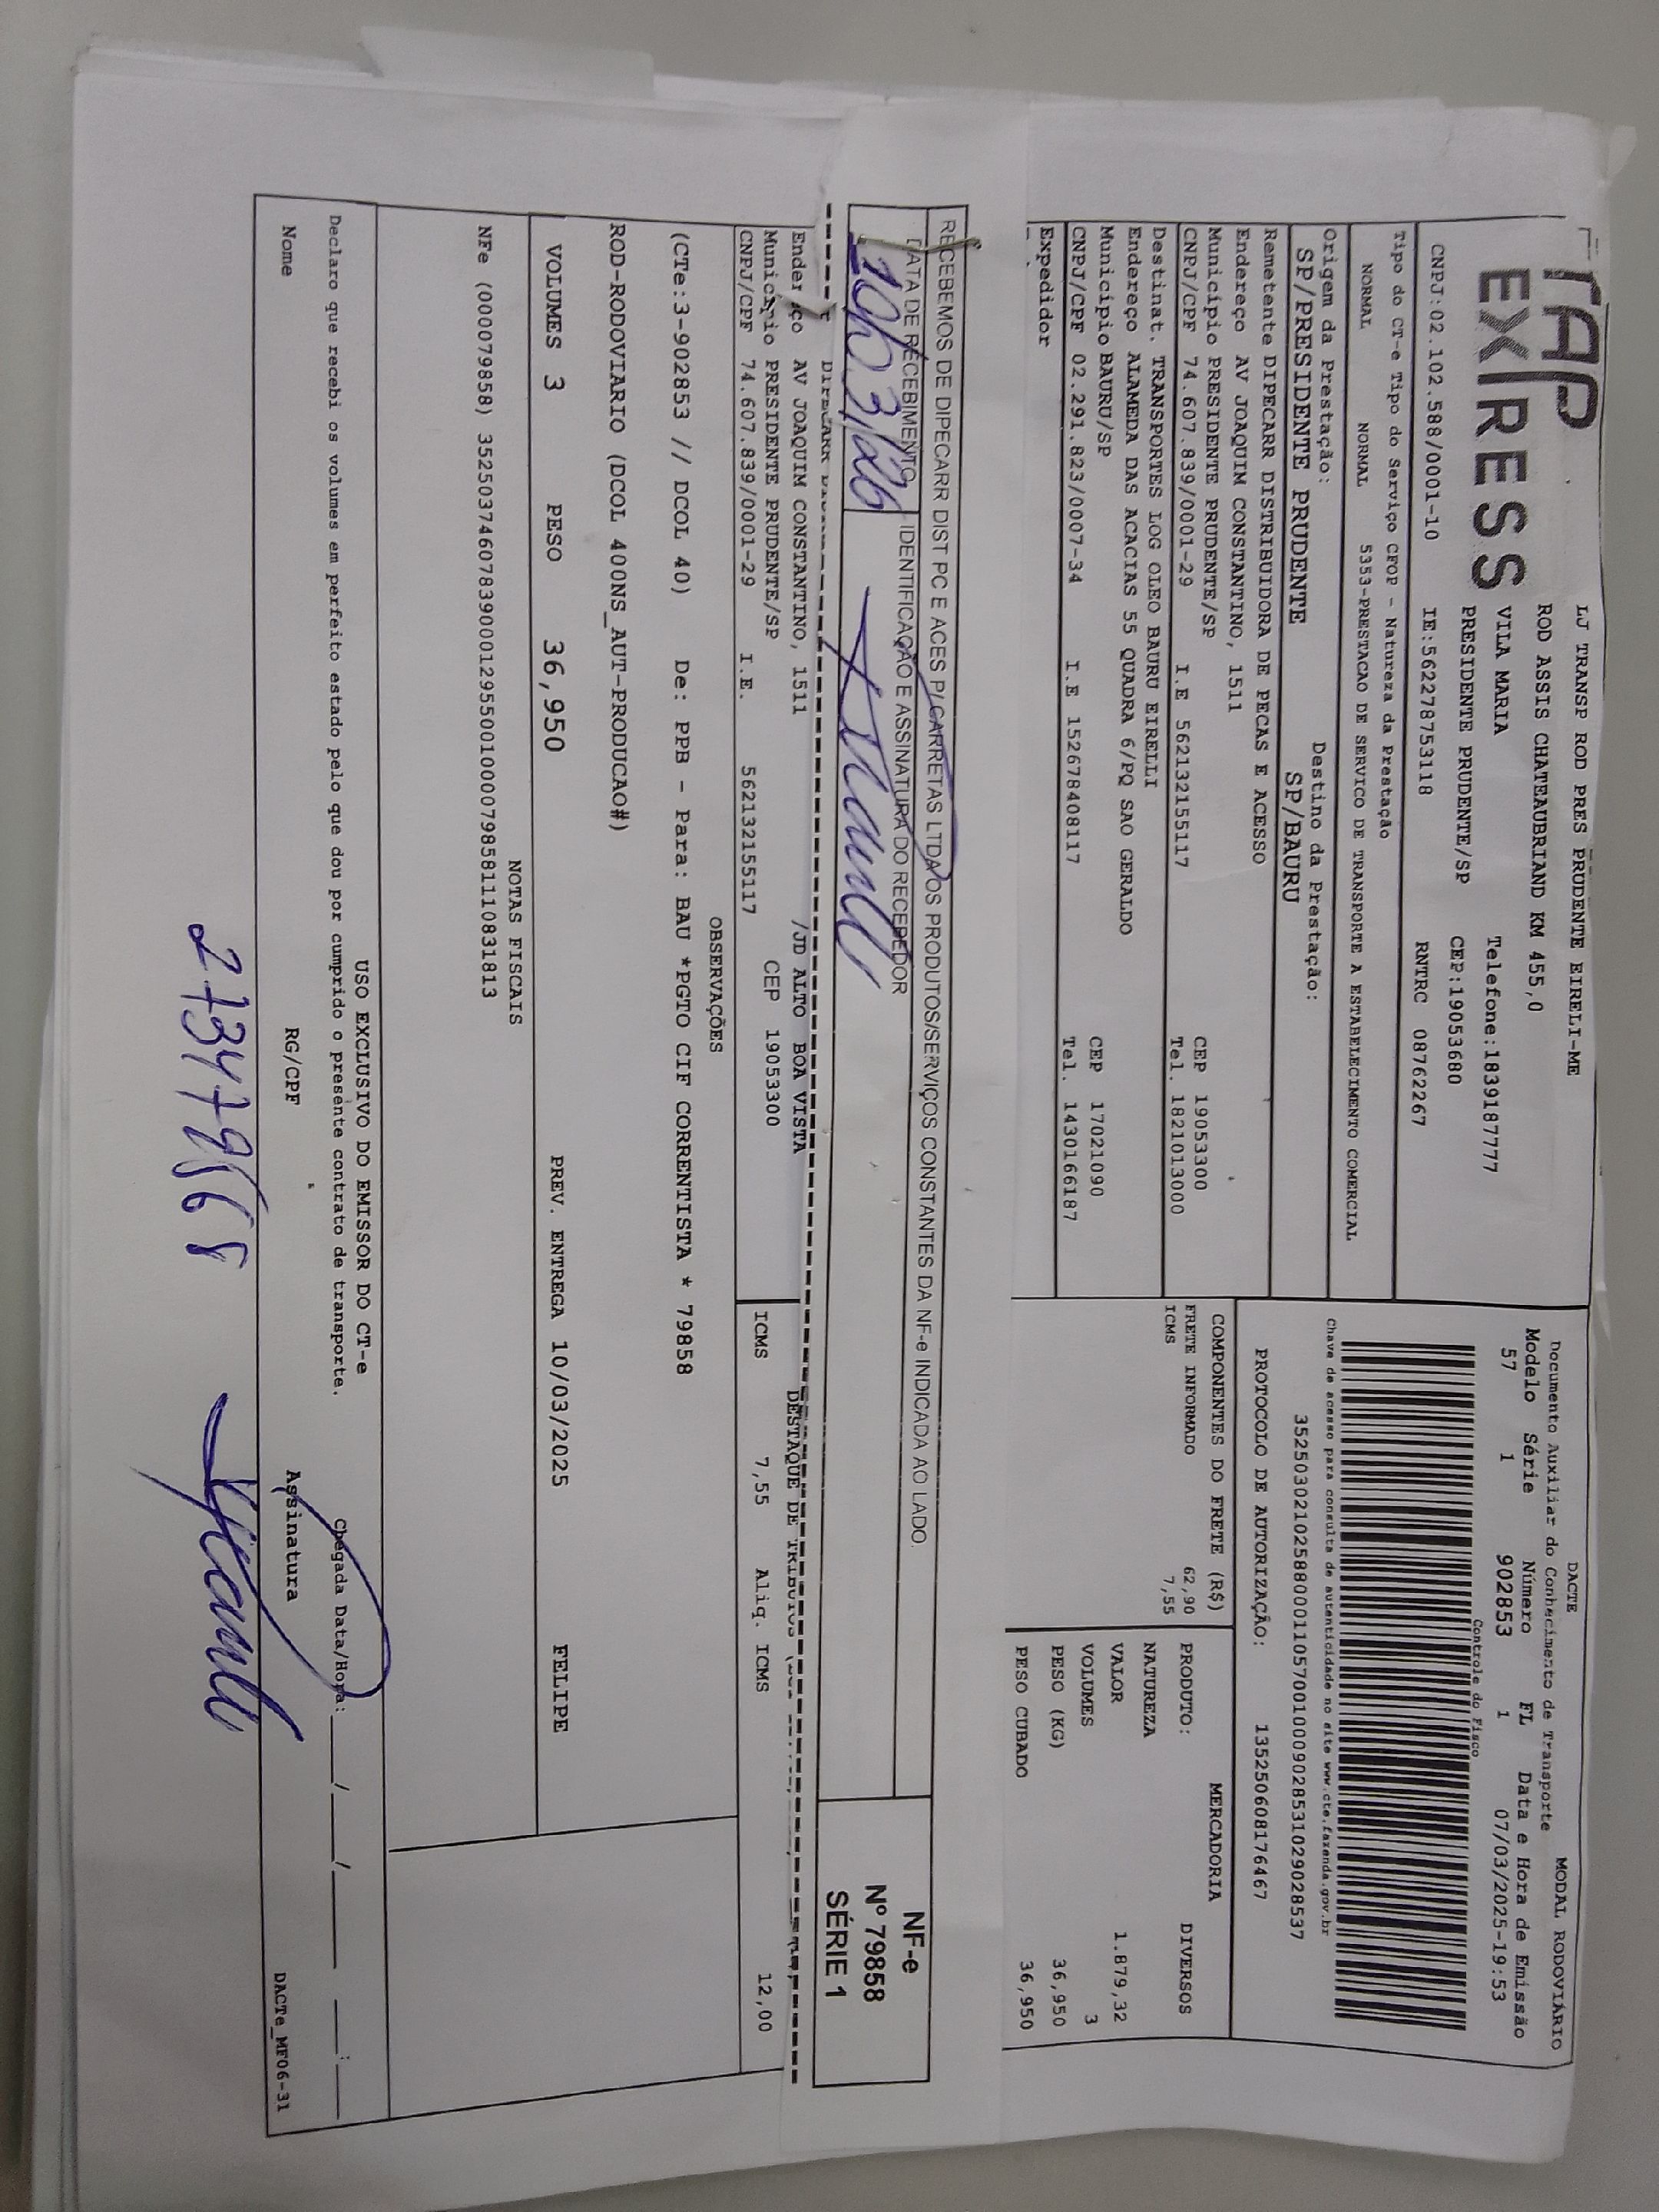 TAP EXPRESS
LJ TRANSP ROD PRES PRUDENTE EIRELI-ME
ROD ASSIS CHATEAUBRIAND KM 455,0
VILA MARIA Telefone:1839187777
PRESIDENTE PRUDENTE/SP CEP:19053680
CNPJ:02.102.588/0001-10 IE:562278753118 RNTRC 08762267
Tipo do CT-e Tipo do Serviço CFOP - Natureza da Prestação
NORMAL NORMAL 5353-PRESTACAO DE SERVICO DE TRANSPORTE A ESTABELECIMENTO COMERCIAL
Origem da Prestação: Destino da Prestação:
SP/PRESIDENTE PRUDENTE SP/BAURU
Remetente DIPECARR DISTRIBUIDORA DE PECAS E ACESSO
Endereço AV JOAQUIM CONSTANTINO, 1511
Município PRESIDENTE PRUDENTE/SP CEP 19053300
CNPJ/CPF 74.607.839/0001-29 I.E 562132155117 Tel. 1821013000
Destinat. TRANSPORTES LOG OLEO BAURU EIRELLI
Endereço ALAMEDA DAS ACACIAS 55 QUADRA 6/PQ SAO GERALDO
Município BAURU/SP CEP 17021090
CNPJ/CPF 02.291.823/0007-34 I.E 152678408117 Tel. 1430166187
Expedidor
DACTE MODAL RODOVIÁRIO
Documento Auxiliar do Conhecimento de Transporte
Modelo Série Número FL Data e Hora de Emissão
57 1 902853 1 07/03/2025-19:53
Controle do Fisco
Chave de acesso para consulta de autenticidade no site www.cte.fazenda.gov.br
35250302102588000110570010009028531029028537
PROTOCOLO DE AUTORIZAÇÃO: 135250608176467
COMPONENTES DO FRETE (R$)
FRETE INFORMADO 62,90
ICMS 7,55
MERCADORIA
PRODUTO: DIVERSOS
NATUREZA
VALOR 1.879,32
VOLUMES 3
PESO (KG) 36,950
PESO CUBADO 36,950
RECEBEMOS DE DIPECARR DIST PC E ACES P/ CARRETAS LTDA OS PRODUTOS/SERVIÇOS CONSTANTES DA NF-e INDICADA AO LADO.
DATA DE RECEBIMENTO IDENTIFICAÇÃO E ASSINATURA DO RECEBEDOR
NF-e
Nº 79858
SÉRIE 1
Endereço AV JOAQUIM CONSTANTINO, 1511 /JD ALTO BOA VISTA
Município PRESIDENTE PRUDENTE/SP CEP 19053300
CNPJ/CPF 74.607.839/0001-29 I.E. 562132155117
DESTAQUE DE TRIBUTOS
ICMS 7,55 Aliq. ICMS 12,00
OBSERVAÇÕES
(CTe:3-902853 // DCOL 40) De: PPB - Para: BAU *PGTO CIF CORRENTISTA * 79858
ROD-RODOVIARIO (DCOL 400NS_AUT-PRODUCAO#)
VOLUMES 3 PESO 36,950 PREV. ENTREGA 10/03/2025 FELIPE
NOTAS FISCAIS
NFe (000079858) 35250374607839000129550010000798581110831813
USO EXCLUSIVO DO EMISSOR DO CT-e
Declaro que recebi os volumes em perfeito estado pelo que dou por cumprido o presente contrato de transporte. Chegada Data/Hora: ___/___/_____ ___:___
Nome RG/CPF Assinatura DACTe_MF06-31